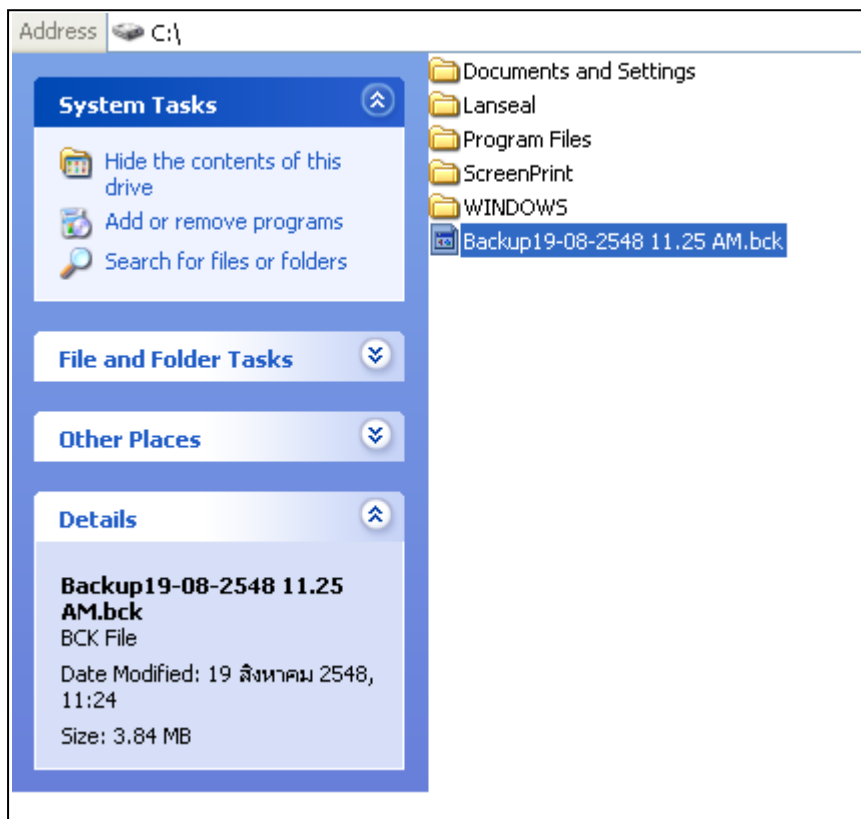 Address C:\
System Tasks
Hide the contents of this
drive
Add or remove programs
Search for files or folders
File and Folder Tasks
Other Places
Details
Backup19-08-2548 11.25
AM.bck
BCK File
Date Modified: 19 สิงหาคม 2548,
11:24
Size: 3.84 MB
Documents and Settings
Lanseal
Program Files
ScreenPrint
WINDOWS
Backup19-08-2548 11.25 AM.bck